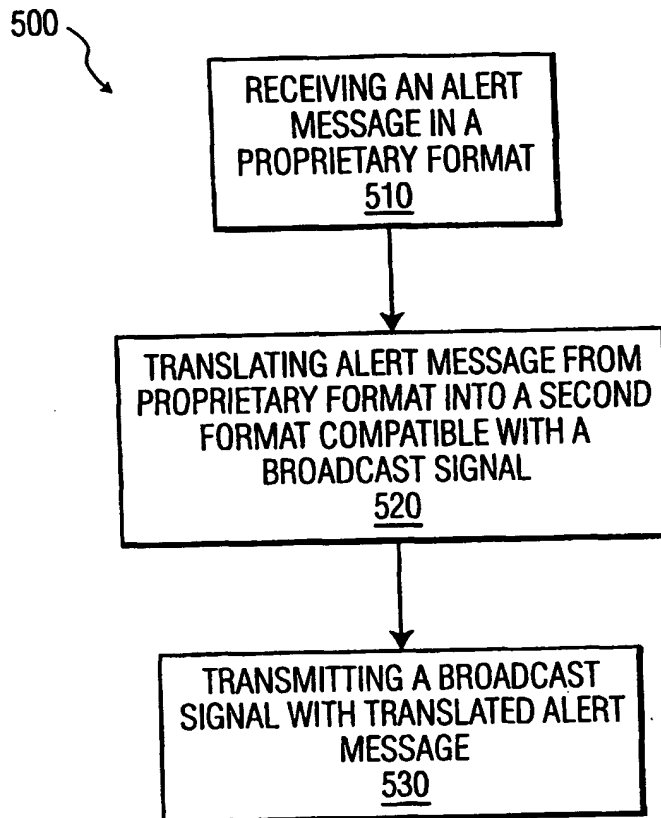 500
RECEIVING AN ALERT
MESSAGE IN A
PROPRIETARY FORMAT
510
TRANSLATING ALERT MESSAGE FROM
PROPRIETARY FORMAT INTO A SECOND
FORMAT COMPATIBLE WITH A
BROADCAST SIGNAL
520
TRANSMITTING A BROADCAST
SIGNAL WITH TRANSLATED ALERT
MESSAGE
530